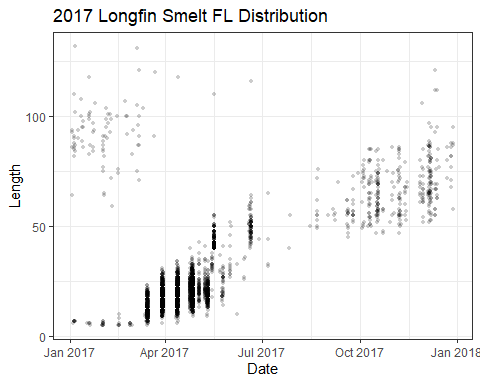 2017 Longfin Smelt FL Distribution
Length
100
50
0
Jan 2017 Apr 2017 Jul 2017 Oct 2017 Jan 2018
Date